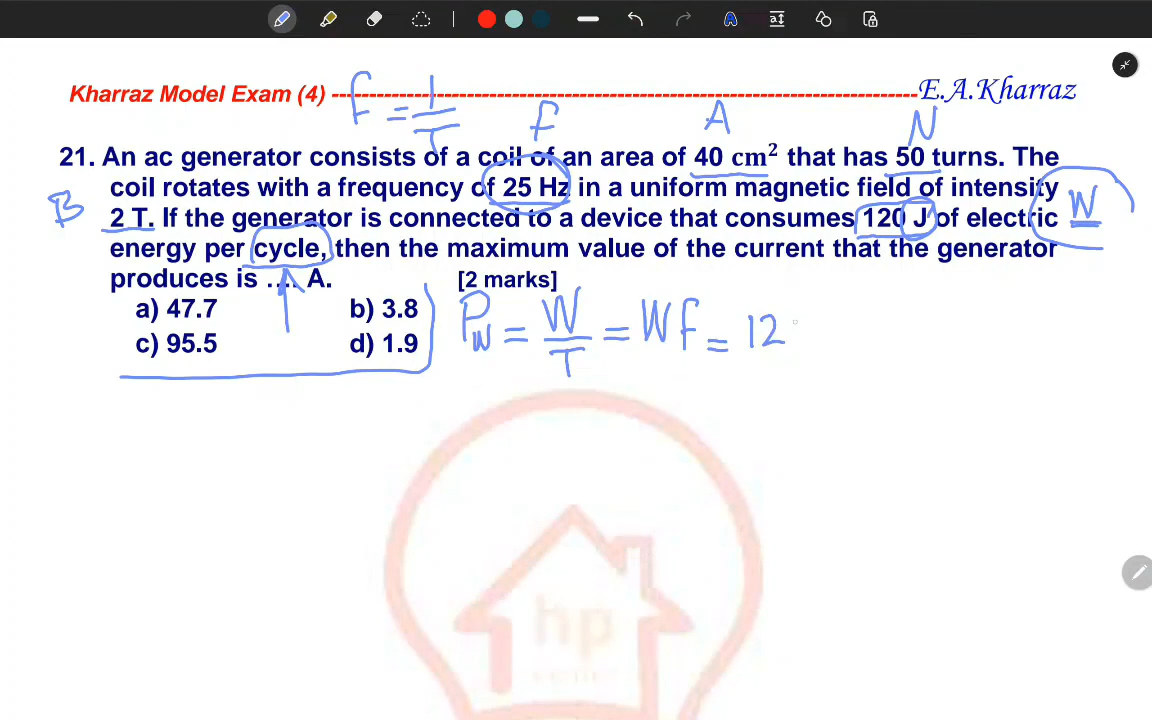 Kharraz Model Exam (4) ---------- E.A.Kharraz
f = 1/T f A N
21. An ac generator consists of a coil of an area of 40 cm² that has 50 turns. The
coil rotates with a frequency of 25 Hz in a uniform magnetic field of intensity
B W
2 T. If the generator is connected to a device that consumes 120 J of electric
energy per cycle, then the maximum value of the current that the generator
produces is .... A. [2 marks]
a) 47.7 b) 3.8
c) 95.5 d) 1.9
Pw = W/T = Wf = 12
hp
center